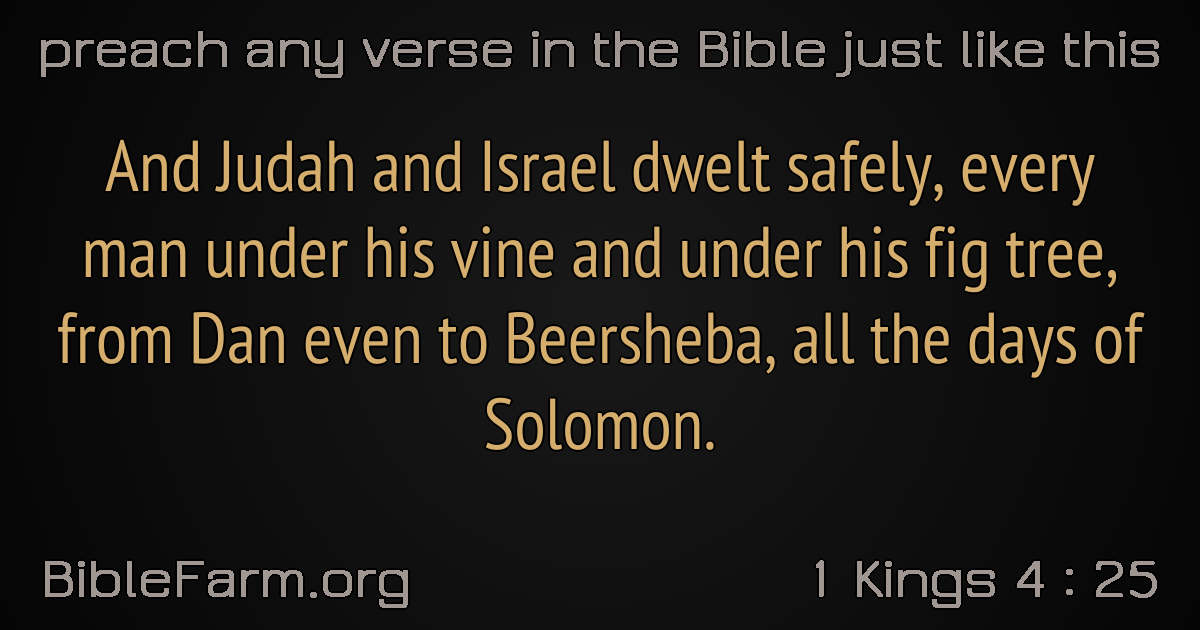 preach any verse in the Bible just like this
And Judah and Israel dwelt safely, every
man under his vine and under his fig tree,
from Dan even to Beersheba, all the days of
Solomon.
BibleFarm.org
1 Kings 4 : 25